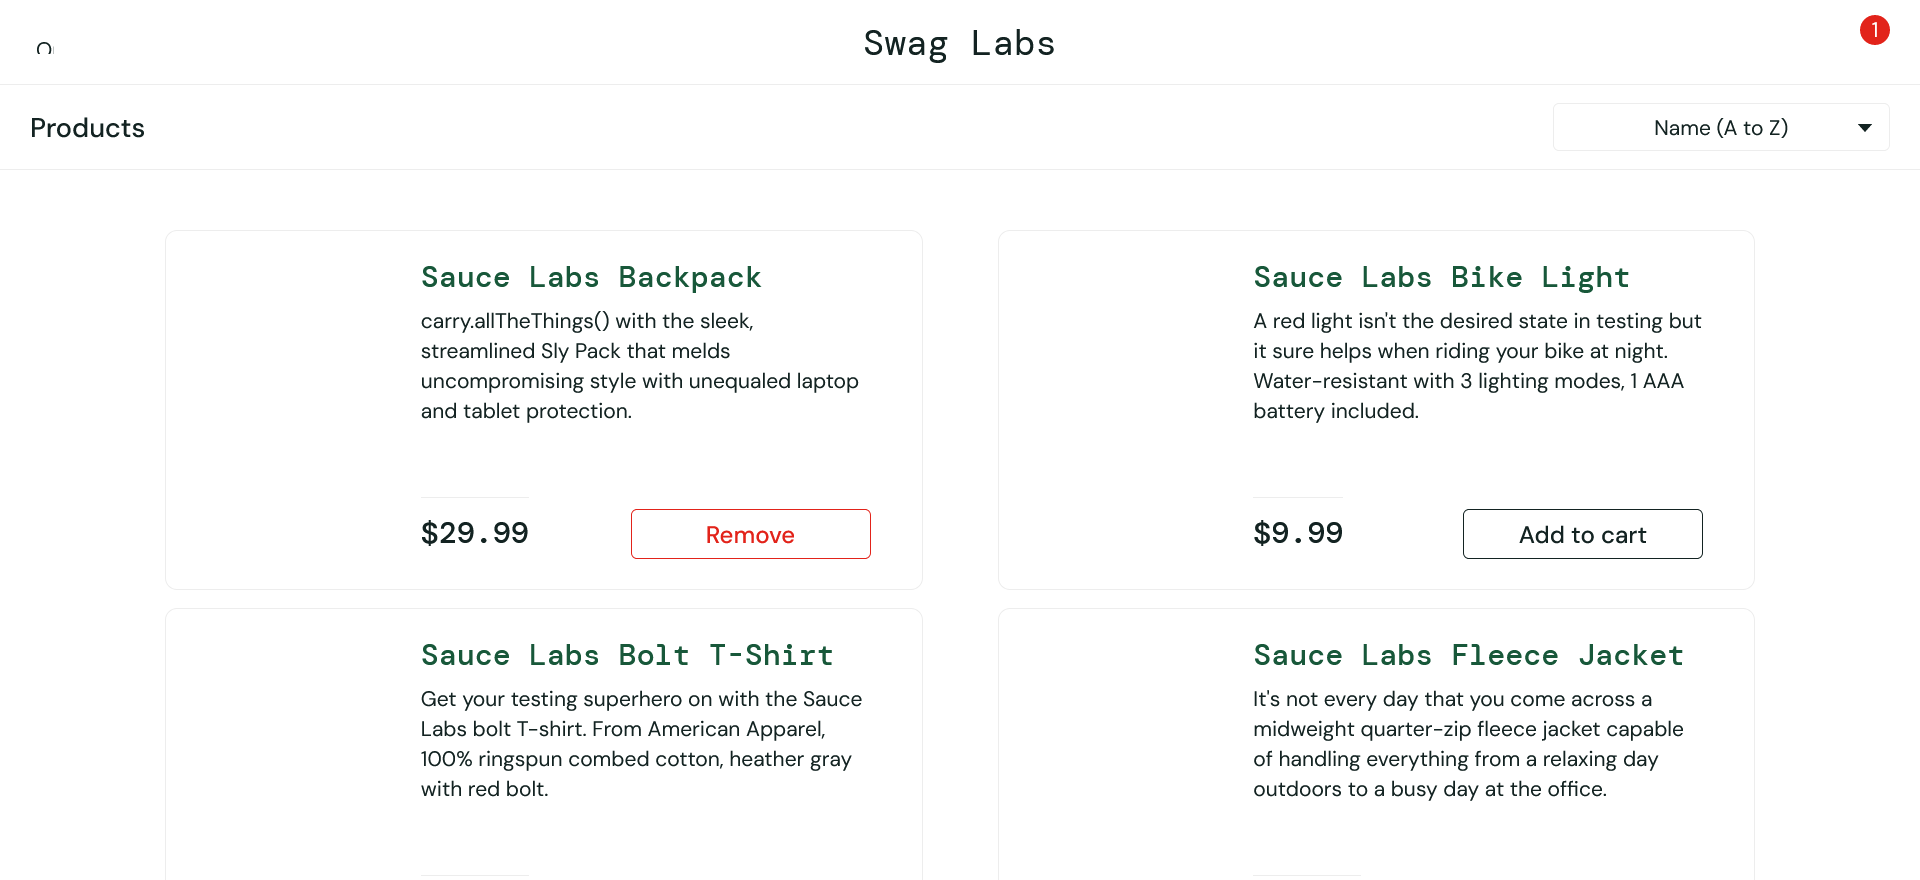 Swag Labs
1
Products
Name (A to Z)
Sauce Labs Backpack
carry.allTheThings() with the sleek,
streamlined Sly Pack that melds
uncompromising style with unequaled laptop
and tablet protection.
$29.99
Remove
Sauce Labs Bike Light
A red light isn't the desired state in testing but
it sure helps when riding your bike at night.
Water-resistant with 3 lighting modes, 1 AAA
battery included.
$9.99
Add to cart
Sauce Labs Bolt T-Shirt
Get your testing superhero on with the Sauce
Labs bolt T-shirt. From American Apparel,
100% ringspun combed cotton, heather gray
with red bolt.
Sauce Labs Fleece Jacket
It's not every day that you come across a
midweight quarter-zip fleece jacket capable
of handling everything from a relaxing day
outdoors to a busy day at the office.